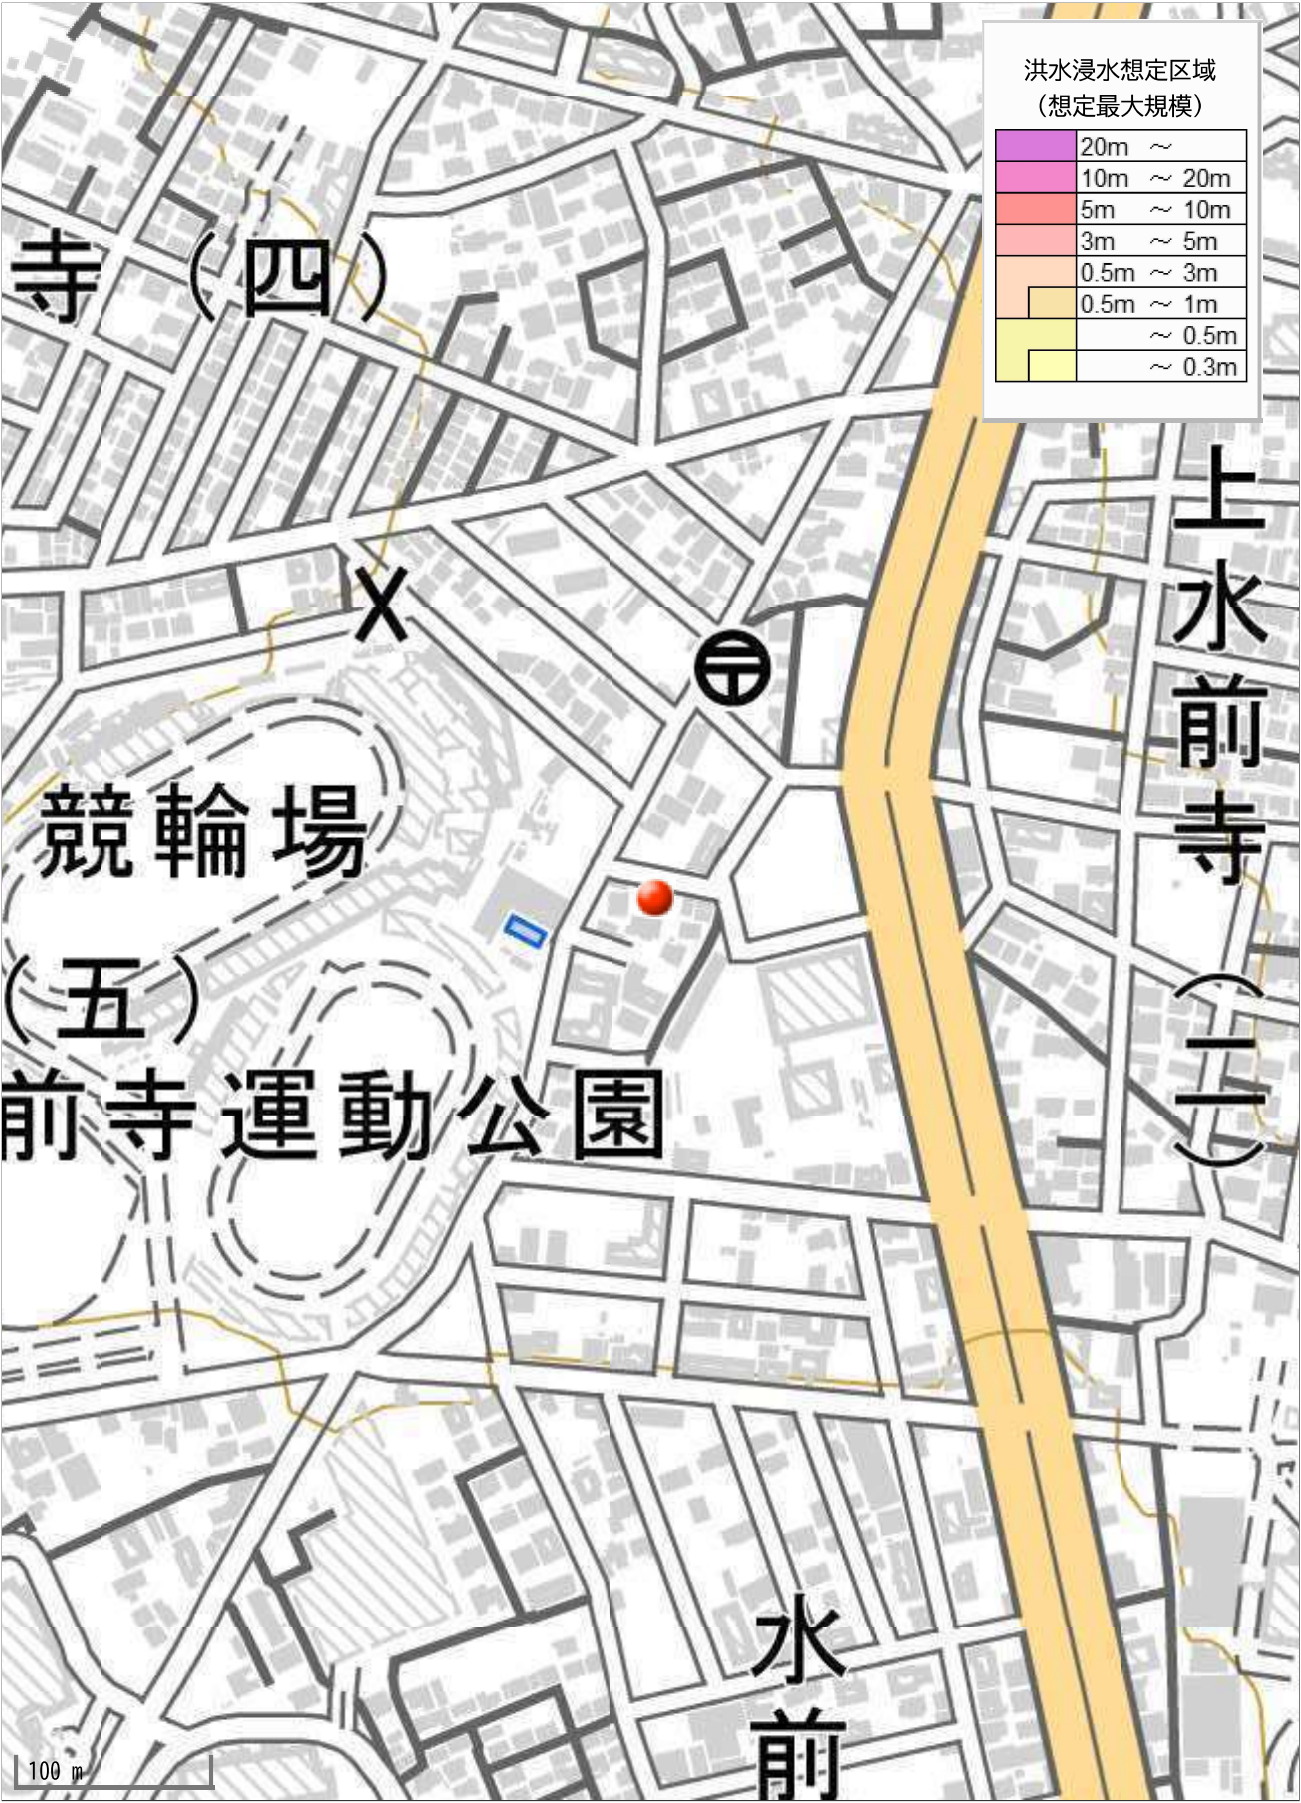 洪水浸水想定区域
（想定最大規模）
20m ～
10m ～ 20m
5m ～ 10m
3m ～ 5m
0.5m ～ 3m
0.5m ～ 1m
～ 0.5m
～ 0.3m
寺（四）
上水前寺（二）
競輪場
（五）
前寺運動公園
水前
100 m